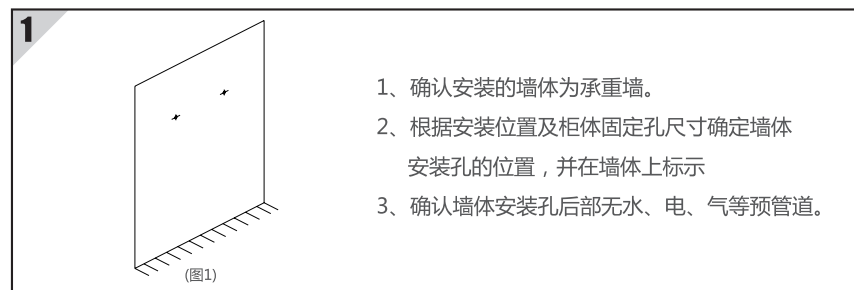 1
1、确认安装的墙体为承重墙。
2、根据安装位置及柜体固定孔尺寸确定墙体
安装孔的位置，并在墙体上标示
3、确认墙体安装孔后部无水、电、气等预管道。
(图1)